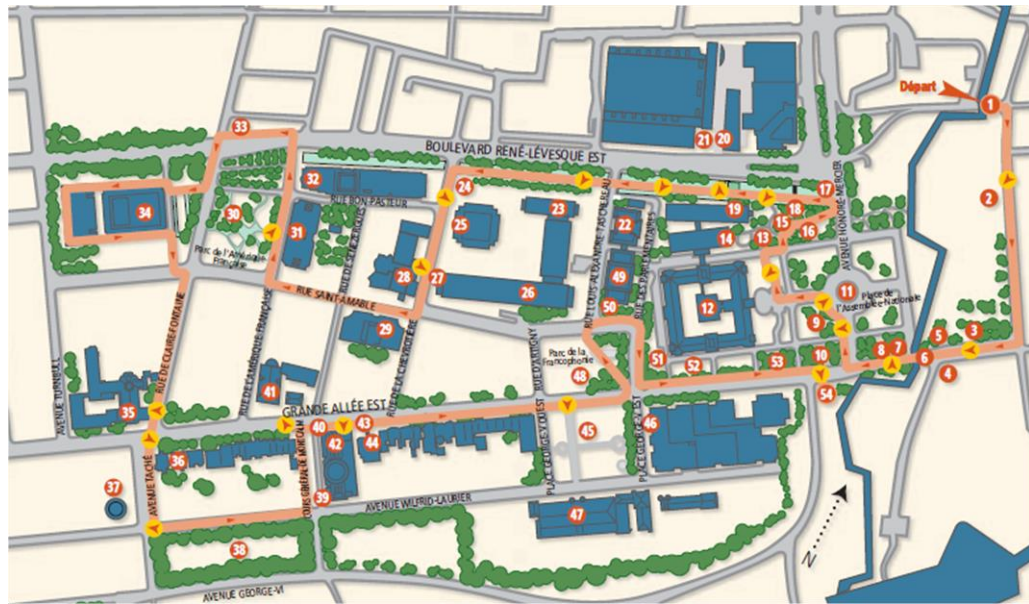 Départ
1
33
21 20
BOULEVARD RENÉ-LÉVESQUE EST
32
24
17
2
RUE BON-PASTEUR
34
30
31
25
23
22
19
18
15
16
14
13
AVENUE HONORÉ-MERCIER
Parc de l'Amérique
Française
28
27
26
49
RUE LOUIS-ALEXANDRE TASCHEREAU
RUE DES PARLEMENTAIRES
12
11
Place de
l'Assemblée-Nationale
RUE SAINT-AMABLE
50
9
29
RUE DE CLAIRE FONTAINE
RUE DE L'AMÉRIQUE FRANÇAISE
RUE DE LA CHEVROTIÈRE
RUE D'ARTIGNY
Parc de la
Francophonie
48
51
52
53
10
8
7
6
5
3
4
54
AVENUE TURNBULL
35
41
GRANDE ALLÉE EST
40
43
42
44
45
46
PLACE GEORGE-V OUEST
PLACE GEORGE-V EST
36
37
AVENUE TACHÉ
COURS GÉNÉRAL-DE MONTCALM
39
AVENUE WILFRID-LAURIER
47
38
AVENUE GEORGE-VI
N